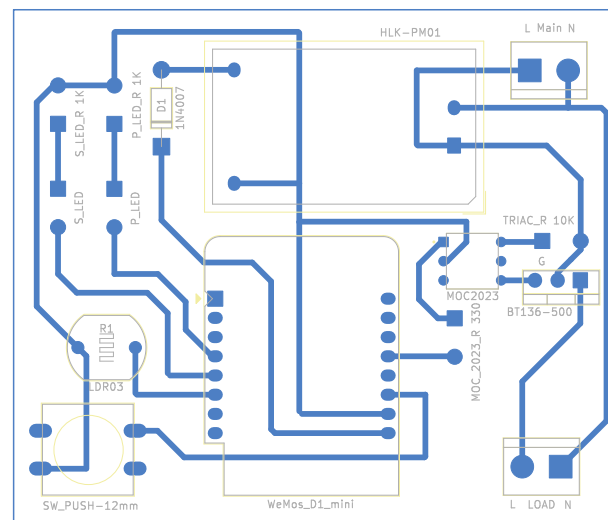 HLK-PM01
L Main N
S_LED_R 1K
P_LED_R 1K
D1
1N4007
S_LED
P_LED
TRIAC_R 10K
G
MOC2023
BT136-500
MOC_2023_R 330
R1
LDR03
SW_PUSH-12mm
WeMos_D1_mini
L LOAD N